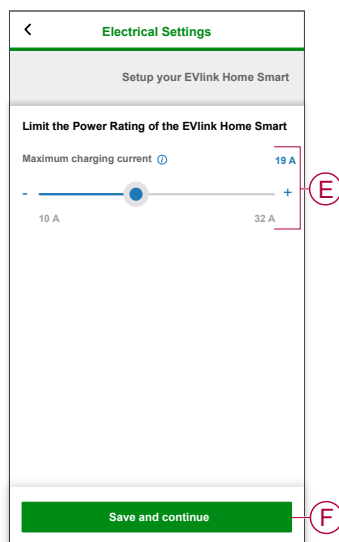 Electrical Settings
Setup your EVlink Home Smart
Limit the Power Rating of the EVlink Home Smart
Maximum charging current i 19 A
- +
10 A 32 A
E
Save and continue
F